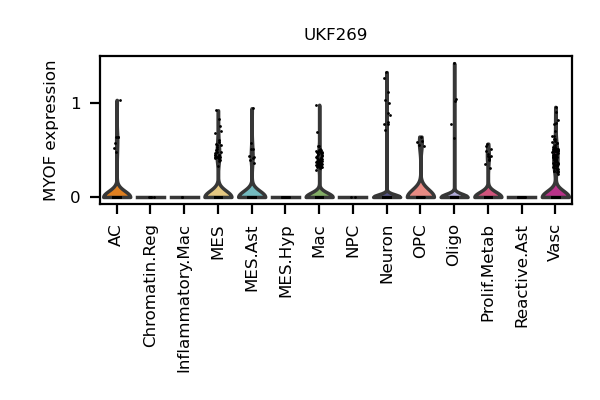 UKF269
MYOF expression
1
0
AC
Chromatin.Reg
Inflammatory.Mac
MES
MES.Ast
MES.Hyp
Mac
NPC
Neuron
OPC
Oligo
Prolif.Metab
Reactive.Ast
Vasc